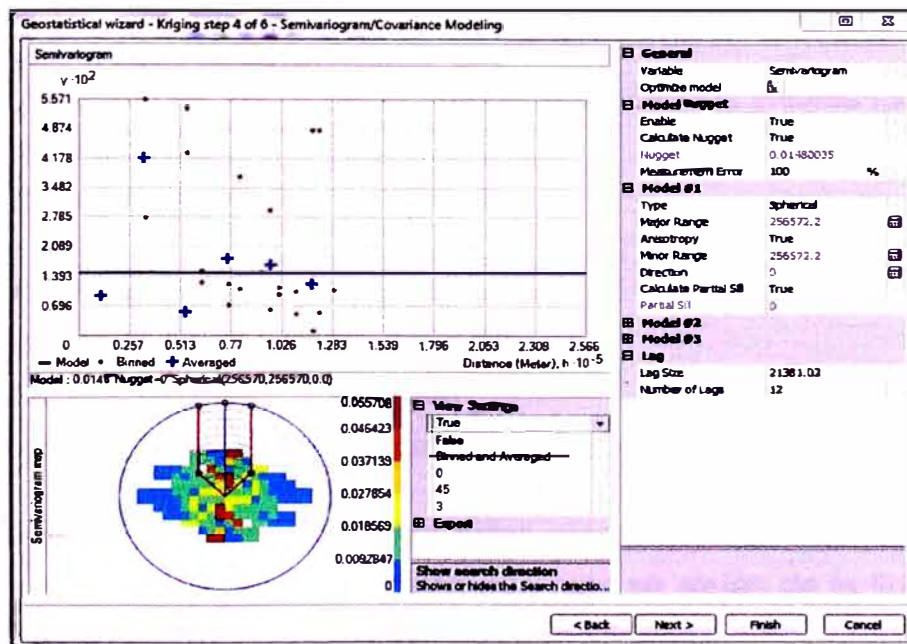 Geostatistical wizard - Kriging step 4 of 6 - Semivariogram/Covariance Modeling
Semivariogram
γ ·10²
5.571
4.874
4.178
3.482
2.785
2.089
1.393
0.696
0 0.257 0.513 0.77 1.026 1.283 1.539 1.796 2.053 2.309 2.566
Model Binned Averaged Distance (Meter), h ·10⁻⁵
Model : 0.0148*Nugget+0*Spherical(256570,256570,0.0)
Semivariogram map
0.055708
0.046423
0.037139
0.027854
0.018569
0.0092847
0
View Settings
True
False
Binned and Averaged
0
45
3
Export
Show search direction
Shows or hides the Search directio...
General
Variable Semivariogram
Optimize model
Model Nugget
Enable True
Calculate Nugget True
Nugget 0.01480035
Measurement Error 100 %
Model #1
Type Spherical
Major Range 256572.2
Anisotropy True
Minor Range 256572.2
Direction 0
Calculate Partial Sill True
Partial Sill 0
Model #2
Model #3
Lag
Lag Size 21381.02
Number of Lags 12
< Back Next > Finish Cancel